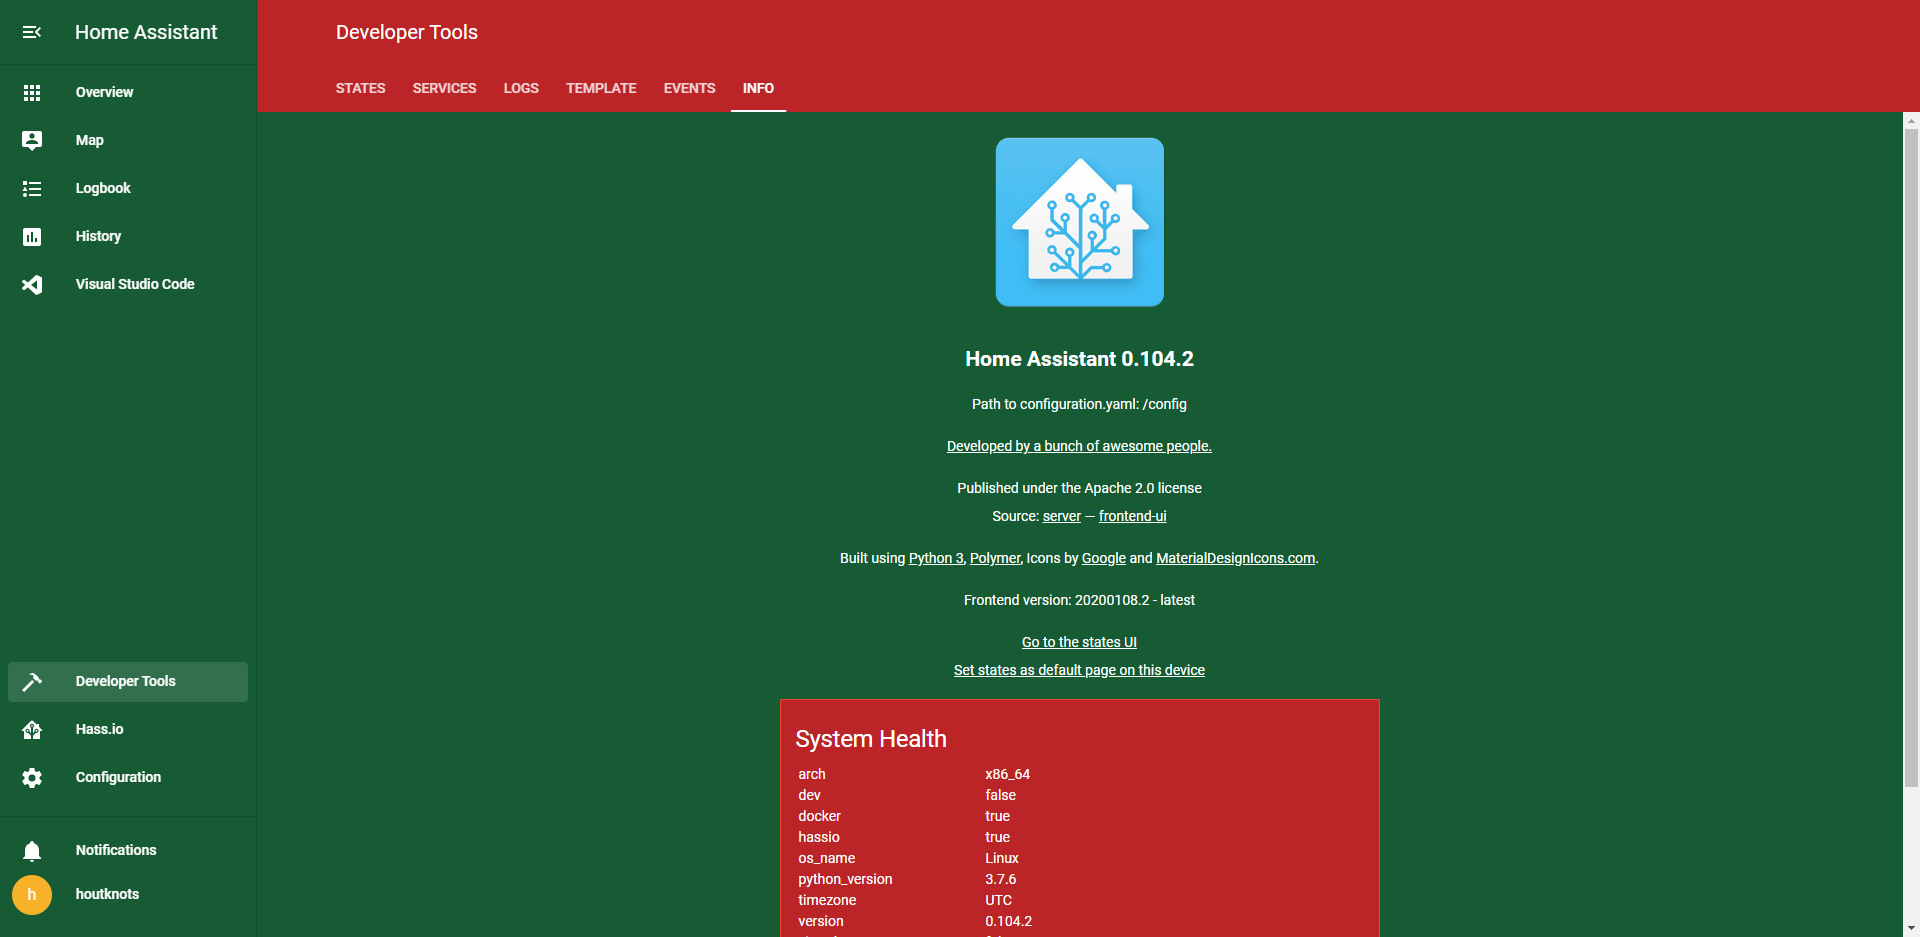 Home Assistant
Overview
Map
Logbook
History
Visual Studio Code
Developer Tools
Hass.io
Configuration
Notifications
h
houtknots
Developer Tools
STATES SERVICES LOGS TEMPLATE EVENTS INFO
Home Assistant 0.104.2
Path to configuration.yaml: /config
Developed by a bunch of awesome people.
Published under the Apache 2.0 license
Source: server — frontend-ui
Built using Python 3, Polymer, Icons by Google and MaterialDesignIcons.com.
Frontend version: 20200108.2 - latest
Go to the states UI
Set states as default page on this device
System Health
arch x86_64
dev false
docker true
hassio true
os_name Linux
python_version 3.7.6
timezone UTC
version 0.104.2